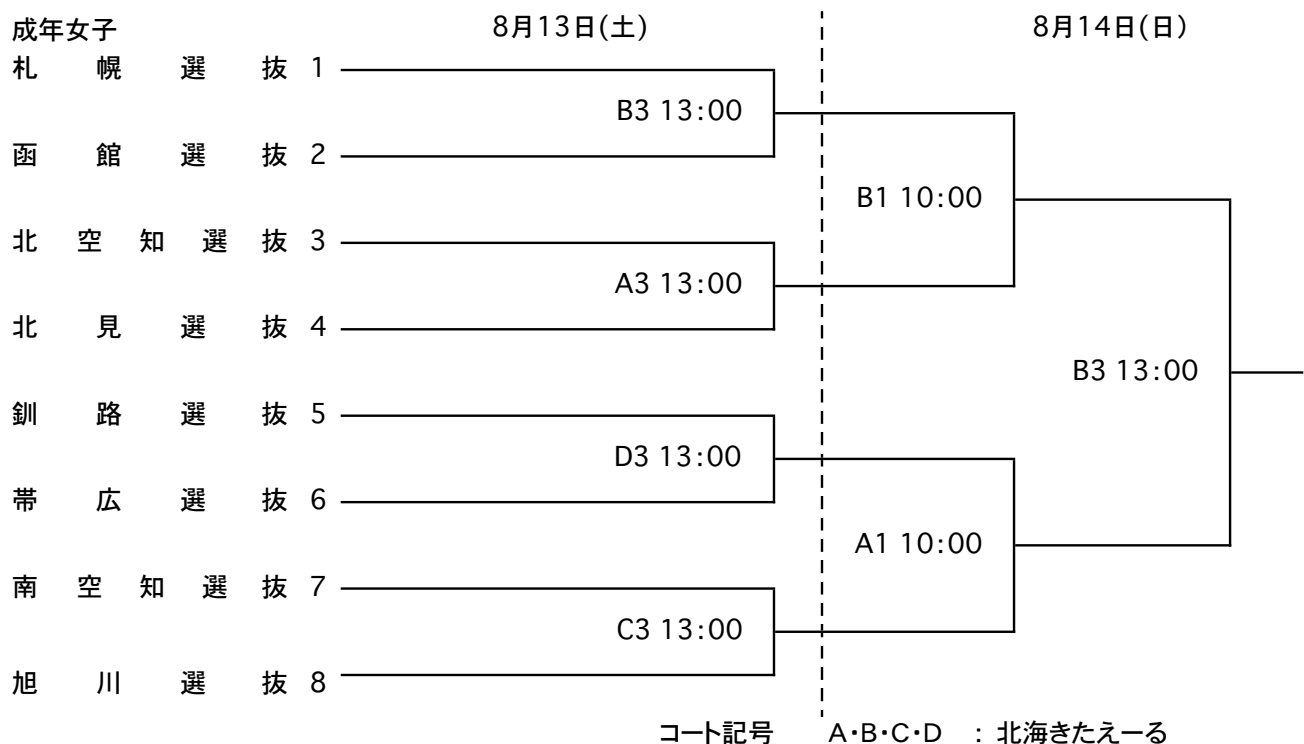 成年女子 8月13日(土) 8月14日(日)
札幌選抜 1
B3 13:00
函館選抜 2
B1 10:00
北空知選抜 3
A3 13:00
北見選抜 4
B3 13:00
釧路選抜 5
D3 13:00
帯広選抜 6
A1 10:00
南空知選抜 7
C3 13:00
旭川選抜 8
コート記号 A・B・C・D : 北海きたえーる